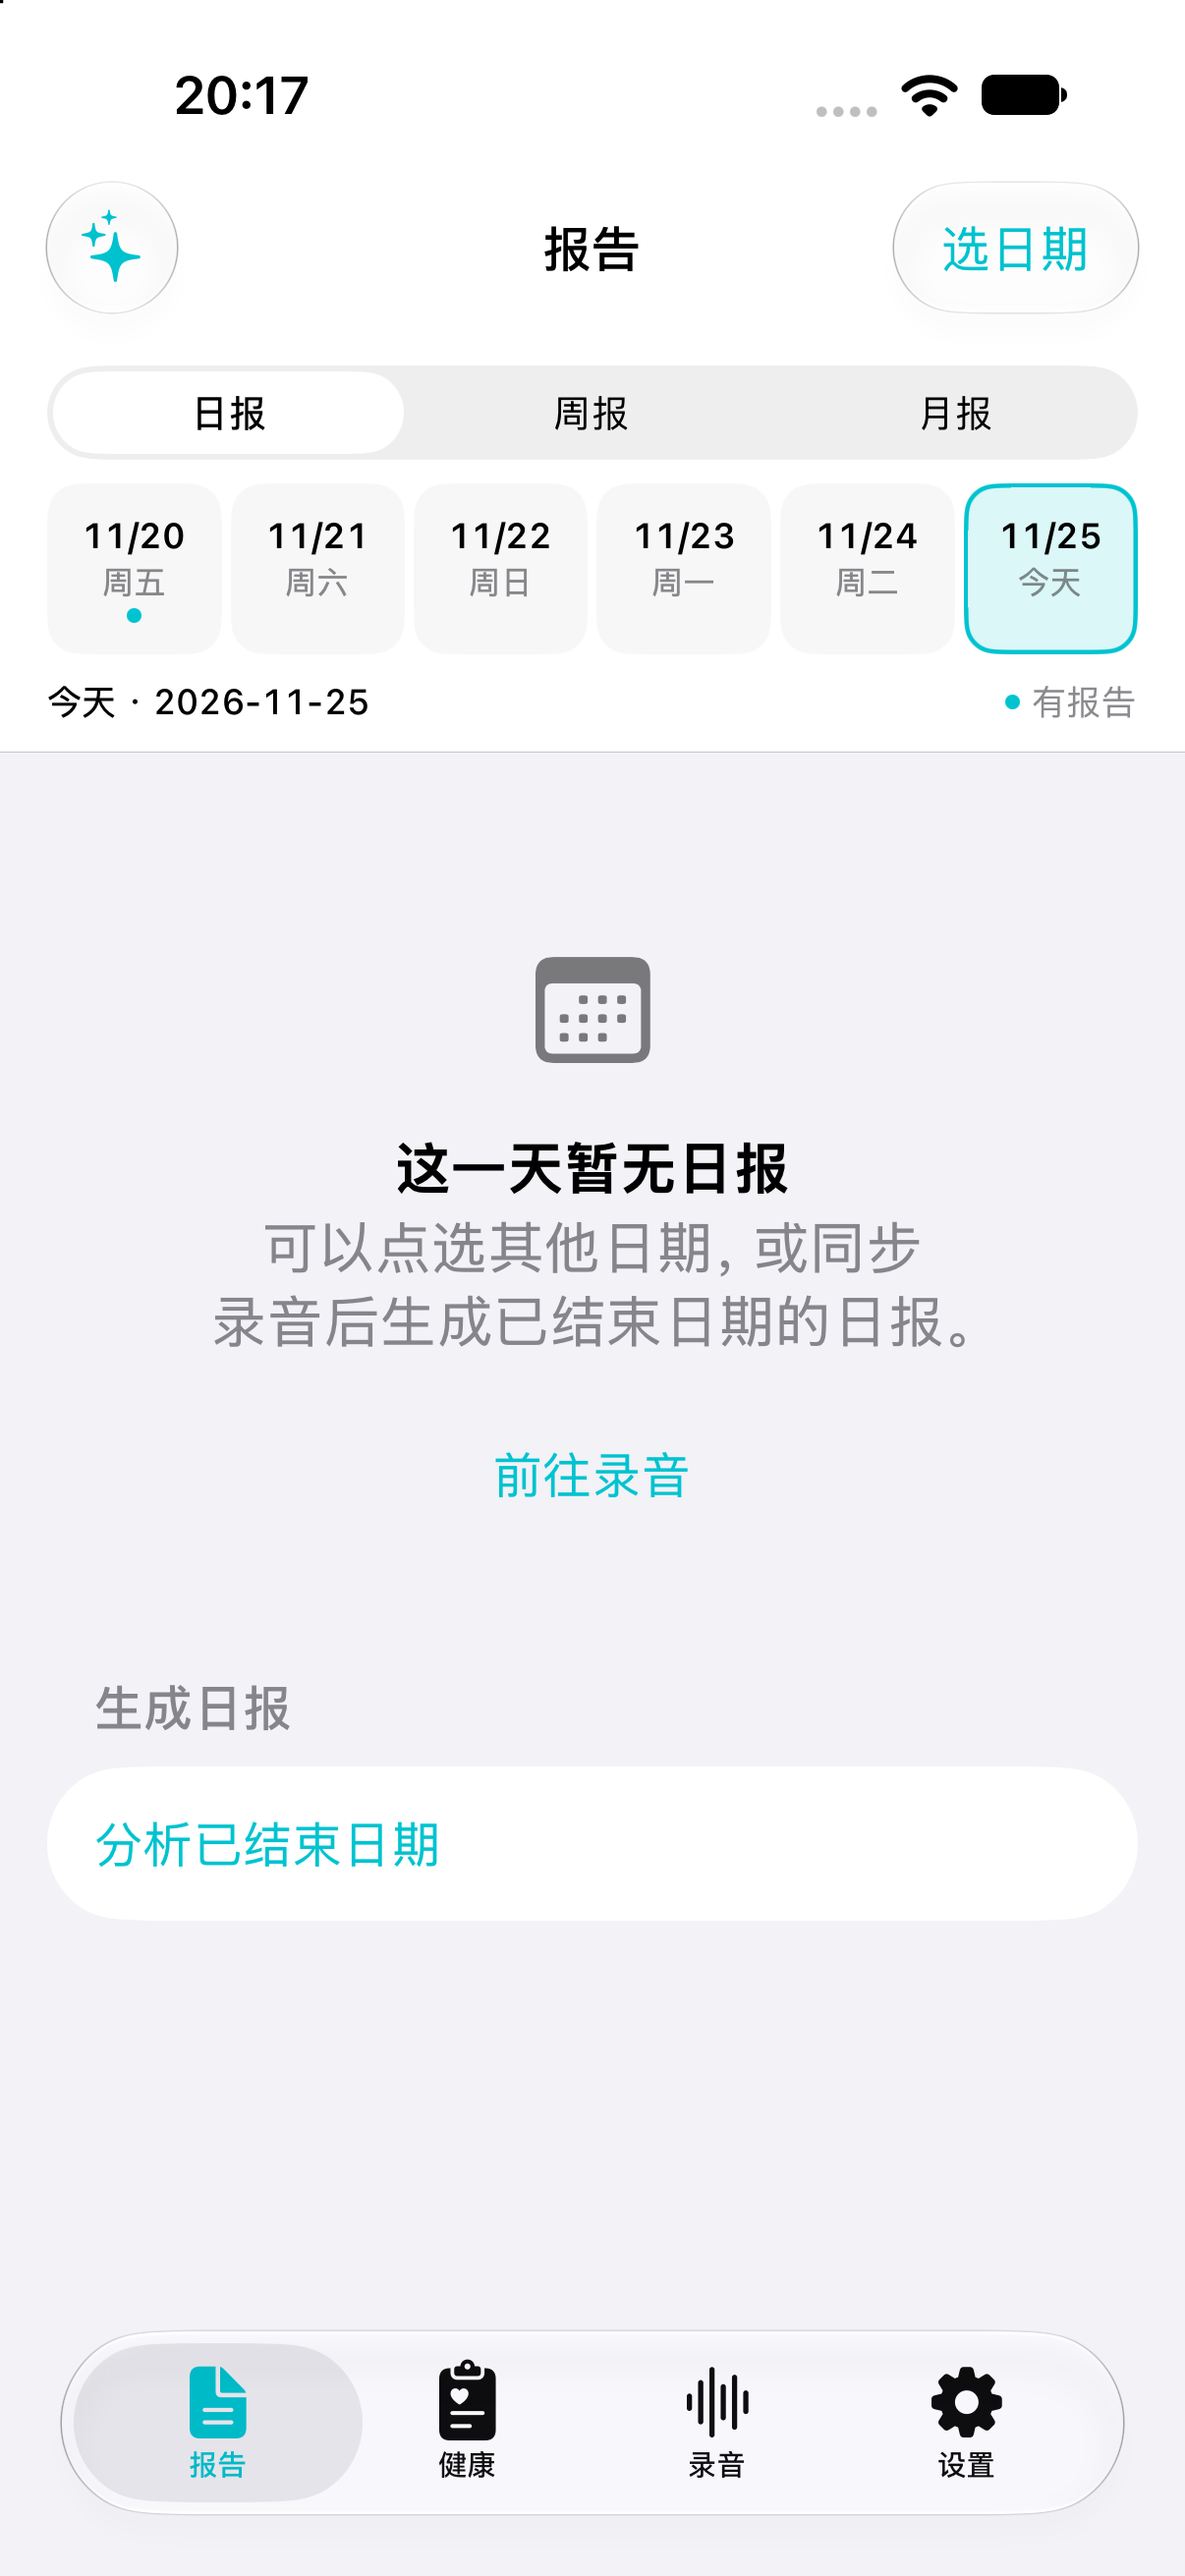 20:17
报告
选日期
日报
周报
月报
11/20
周五
11/21
周六
11/22
周日
11/23
周一
11/24
周二
11/25
今天
今天 · 2026-11-25
有报告
这一天暂无日报
可以点选其他日期，或同步
录音后生成已结束日期的日报。
前往录音
生成日报
分析已结束日期
报告
健康
录音
设置